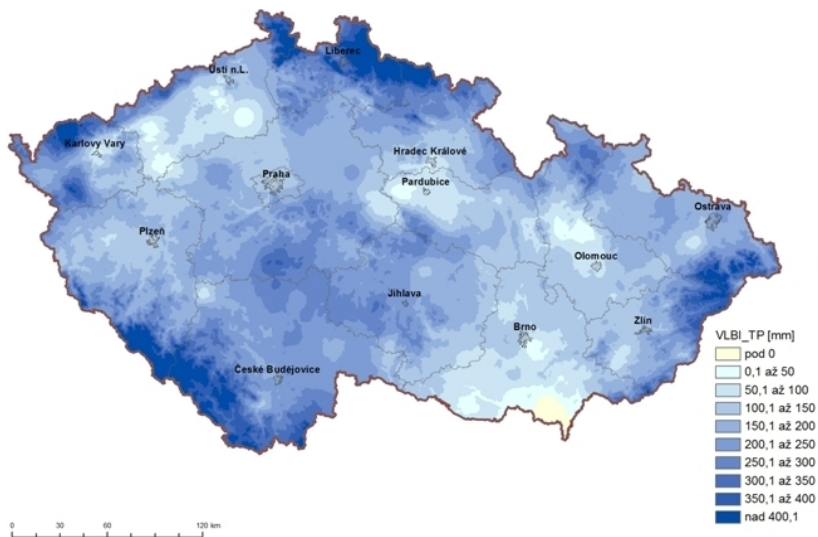 Liberec
Ústí n.L.
Karlovy Vary
Hradec Králové
Praha
Pardubice
Ostrava
Plzeň
Olomouc
Jihlava
Zlín
Brno
České Budějovice
VLBI_TP [mm]
pod 0
0,1 až 50
50,1 až 100
100,1 až 150
150,1 až 200
200,1 až 250
250,1 až 300
300,1 až 350
350,1 až 400
nad 400,1
0 30 60 120 km